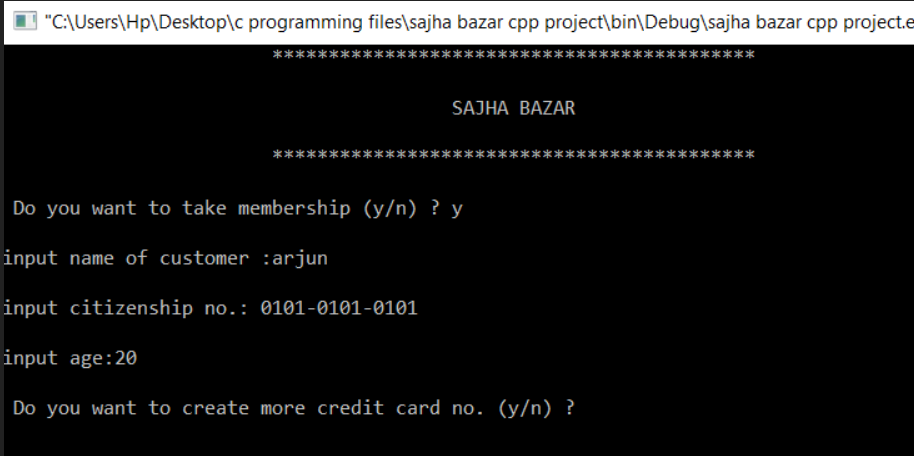 "C:\Users\Hp\Desktop\c programming files\sajha bazar cpp project\bin\Debug\sajha bazar cpp project.e
*******************************************
SAJHA BAZAR
*******************************************
Do you want to take membership (y/n) ? y
input name of customer :arjun
input citizenship no.: 0101-0101-0101
input age:20
Do you want to create more credit card no. (y/n) ?